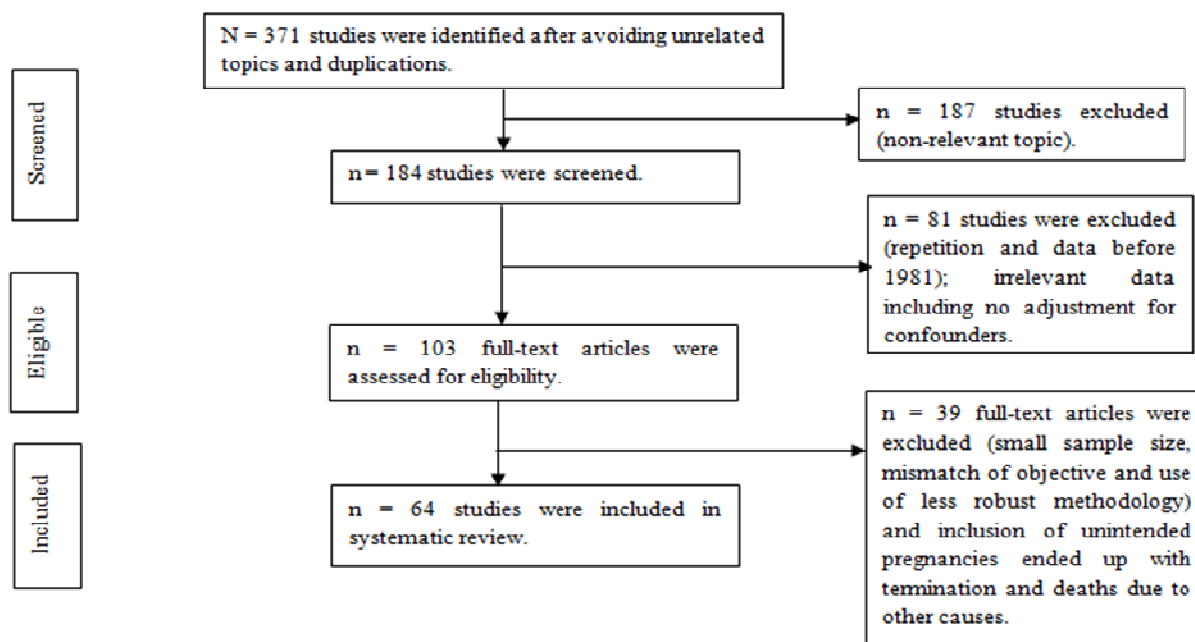 N = 371 studies were identified after avoiding unrelated
topics and duplications.
Screened
n = 187 studies excluded
(non-relevant topic).
n= 184 studies were screened.
n = 81 studies were excluded
(repetition and data before
1981); irrelevant data
including no adjustment for
confounders.
Eligible
n = 103 full-text articles were
assessed for eligibility.
n = 39 full-text articles were
excluded (small sample size,
mismatch of objective and use
of less robust methodology)
and inclusion of unintended
pregnancies ended up with
termination and deaths due to
other causes.
Included
n = 64 studies were included in
systematic review.